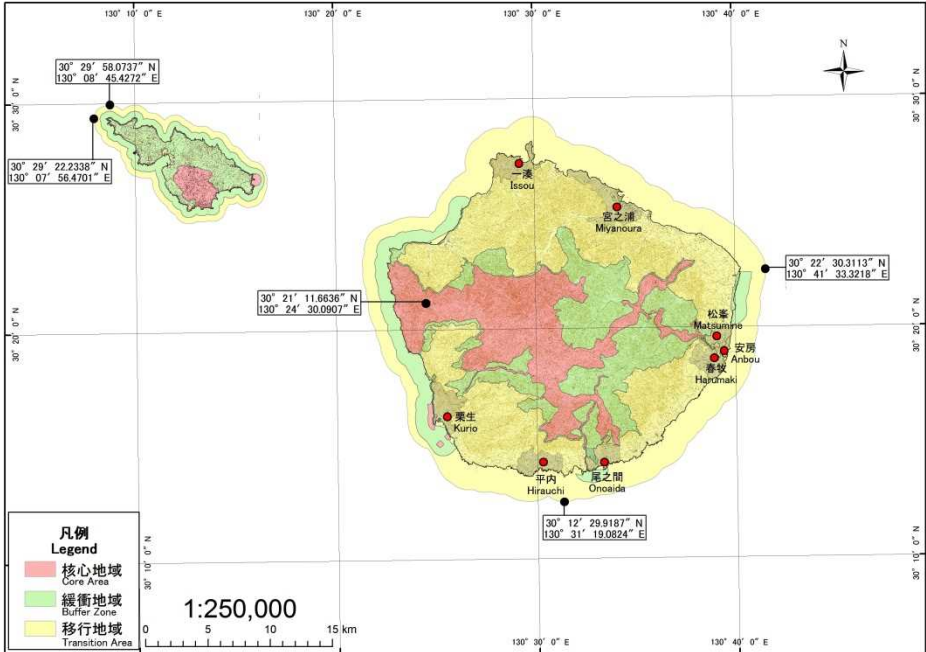 130° 10′ 0″ E
130° 20′ 0″ E
130° 30′ 0″ E
130° 40′ 0″ E
N
30° 29′ 58.0737″ N
130° 08′ 45.4272″ E
30° 30′ 0″ N
30° 30′ 0″ N
30° 29′ 22.2338″ N
130° 07′ 56.4701″ E
一湊
Issou
宮之浦
Miyanoura
30° 22′ 30.3113″ N
130° 41′ 33.3218″ E
30° 21′ 11.6636″ N
130° 24′ 30.0907″ E
松峯
Matsumine
30° 20′ 0″ N
30° 20′ 0″ N
安房
Anbou
春牧
Harumaki
栗生
Kurio
平内
Hirauchi
尾之間
Onoaida
30° 12′ 29.9187″ N
130° 31′ 19.0824″ E
凡例
Legend
核心地域
Core Area
緩衝地域
Buffer Zone
移行地域
Transition Area
30° 10′ 0″ N
30° 10′ 0″ N
1:250,000
0 5 10 15 km
130° 30′ 0″ E
130° 40′ 0″ E